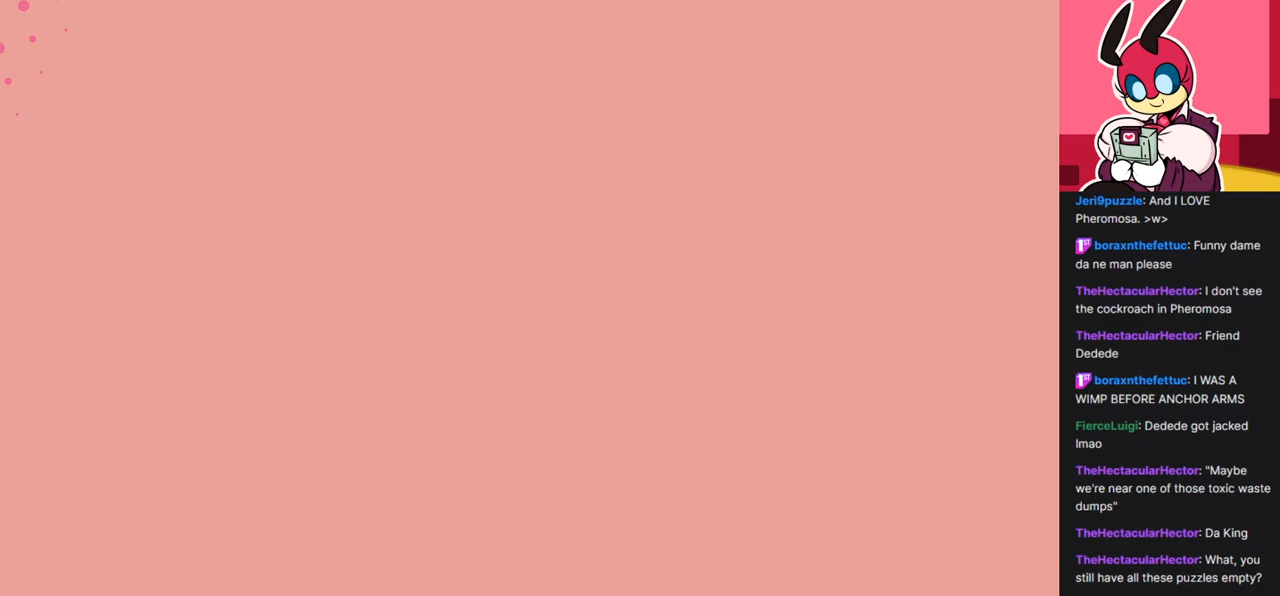 Jeri9puzzle: And I LOVE
Pheromosa. >w>
1ST boraxnthefettuc: Funny dame
da ne man please
TheHectacularHector: I don't see
the cockroach in Pheromosa
TheHectacularHector: Friend
Dedede
1ST boraxnthefettuc: I WAS A
WIMP BEFORE ANCHOR ARMS
FierceLuigi: Dedede got jacked
lmao
TheHectacularHector: "Maybe
we're near one of those toxic waste
dumps"
TheHectacularHector: Da King
TheHectacularHector: What, you
still have all these puzzles empty?